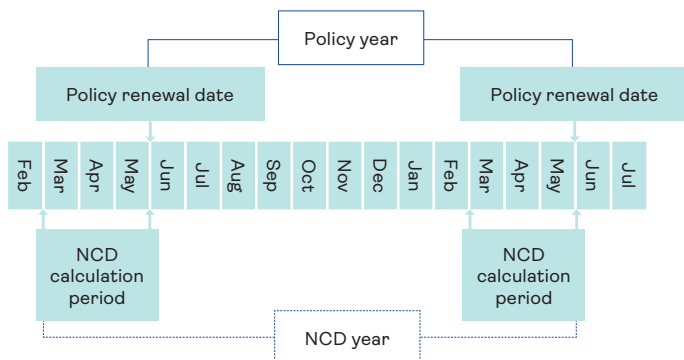 Policy year
Policy renewal date
Policy renewal date
Feb
Mar
Apr
May
Jun
Jul
Aug
Sep
Oct
Nov
Dec
Jan
Feb
Mar
Apr
May
Jun
Jul
NCD
calculation
period
NCD
calculation
period
NCD year